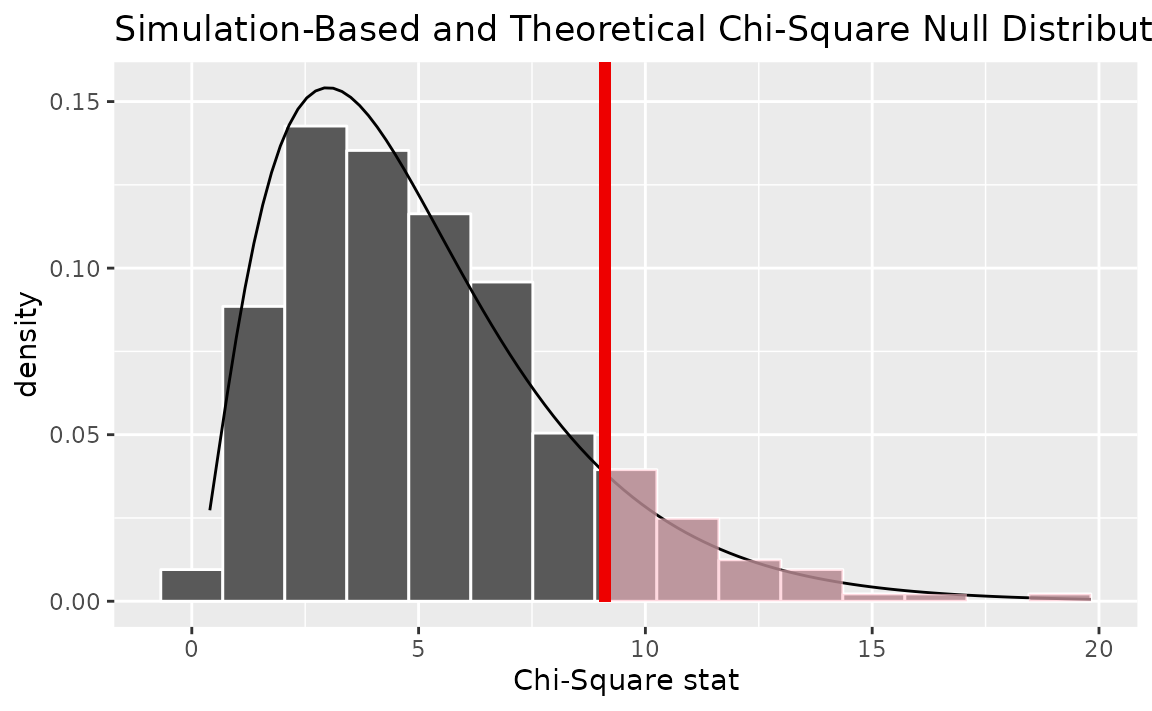 Simulation-Based and Theoretical Chi-Square Null Distribut
0.15
0.10
0.05
0.00
density
0 5 10 15 20
Chi-Square stat